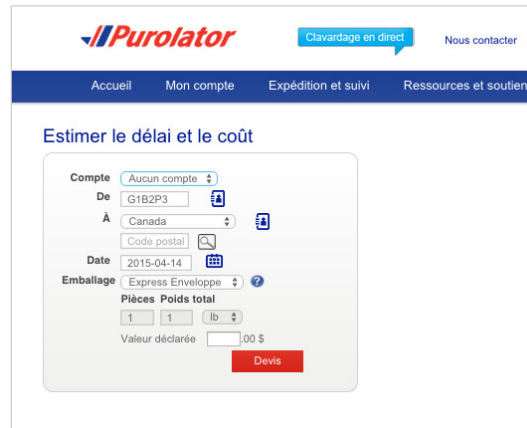 Purolator
Clavardage en direct
Nous contacter
Accueil Mon compte Expédition et suivi Ressources et soutien
Estimer le délai et le coût
Compte Aucun compte
De G1B2P3
À Canada
Code postal
Date 2015-04-14
Emballage Express Enveloppe ?
Pièces Poids total
1 1 lb
Valeur déclarée .00 $
Devis